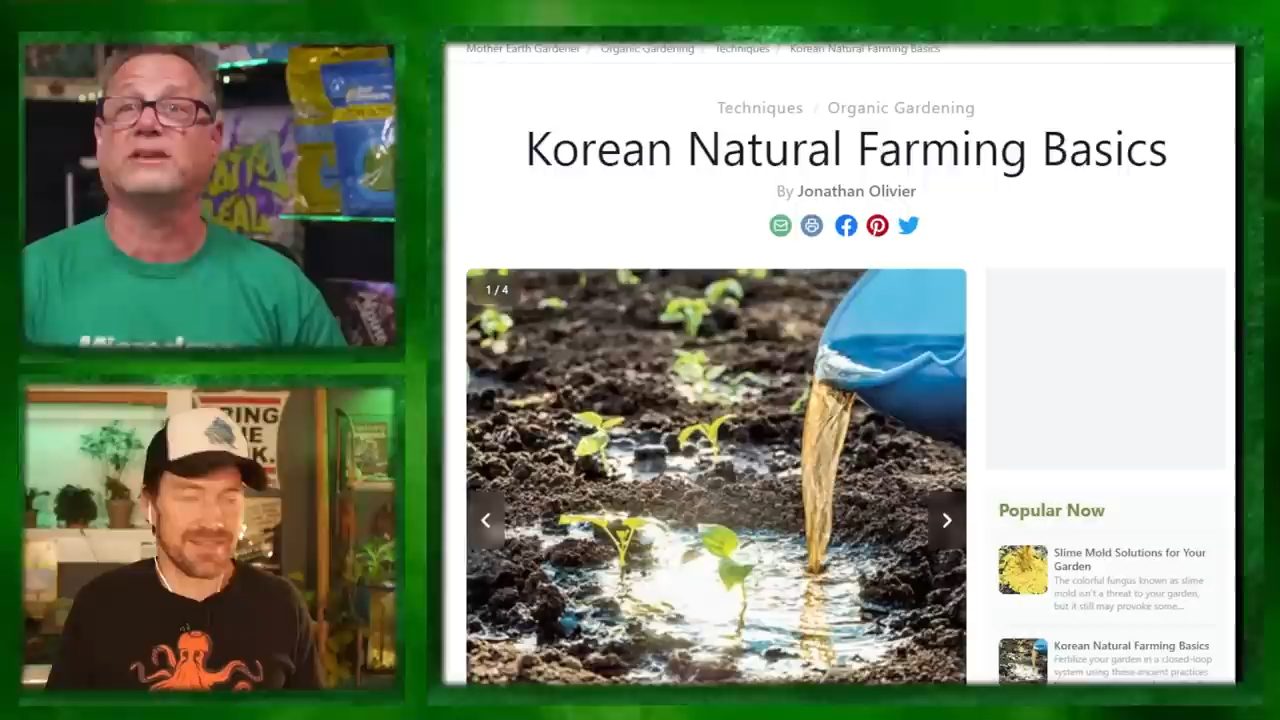 Mother Earth Gardener / Organic Gardening / Techniques / Korean Natural Farming Basics
Techniques / Organic Gardening
Korean Natural Farming Basics
By Jonathan Olivier
1 / 4
Popular Now
Slime Mold Solutions for Your
Garden
The colorful fungus known as slime
mold isn't a threat to your garden,
but it still may provoke some...
Korean Natural Farming Basics
Fertilize your garden in a closed-loop
system using these ancient practices